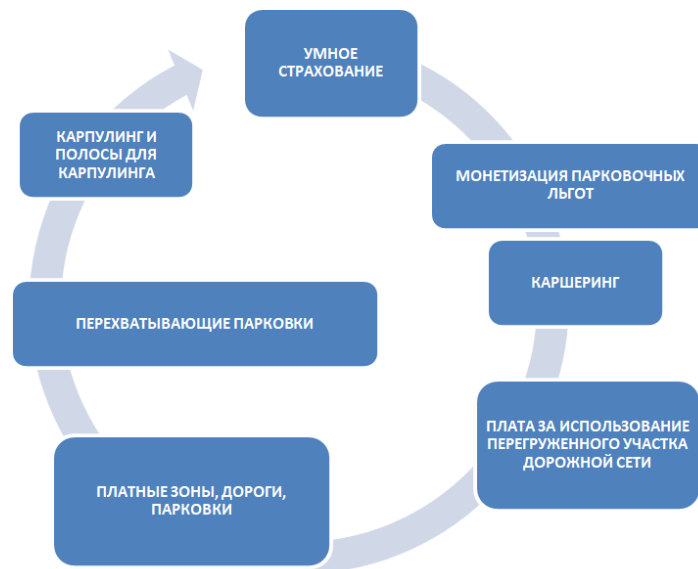 УМНОЕ
СТРАХОВАНИЕ
МОНЕТИЗАЦИЯ ПАРКОВОЧНЫХ
ЛЬГОТ
КАРШЕРИНГ
ПЛАТА ЗА ИСПОЛЬЗОВАНИЕ
ПЕРЕГРУЖЕННОГО УЧАСТКА
ДОРОЖНОЙ СЕТИ
ПЛАТНЫЕ ЗОНЫ, ДОРОГИ,
ПАРКОВКИ
ПЕРЕХВАТЫВАЮЩИЕ ПАРКОВКИ
КАРПУЛИНГ И
ПОЛОСЫ ДЛЯ
КАРПУЛИНГА